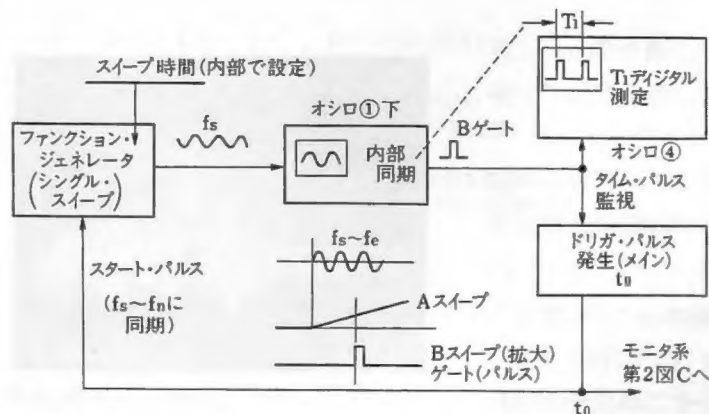 スイープ時間(内部で設定)
ファンクション・
ジェネレータ
(シングル・
スイープ)
fs
オシロ①下
内部
同期
Bゲート
T₁
T₁ディジタル
測定
オシロ④
タイム・パルス
監視
ドリガ・パルス
発生(メイン)
t₀
スタート・パルス
(fs～fnに
同期)
fs～fe
Aスイープ
Bスイープ(拡大)
ゲート(パルス)
モニタ系
第2図Cへ
t₀